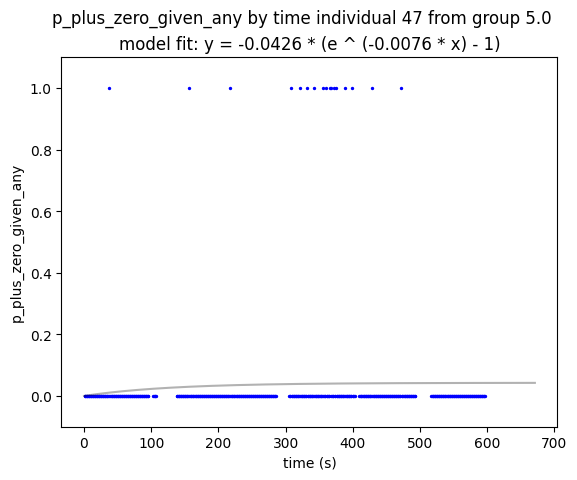 p_plus_zero_given_any by time individual 47 from group 5.0
model fit: y = -0.0426 * (e ^ (-0.0076 * x) - 1)
p_plus_zero_given_any
1.0
0.8
0.6
0.4
0.2
0.0
0 100 200 300 400 500 600 700
time (s)